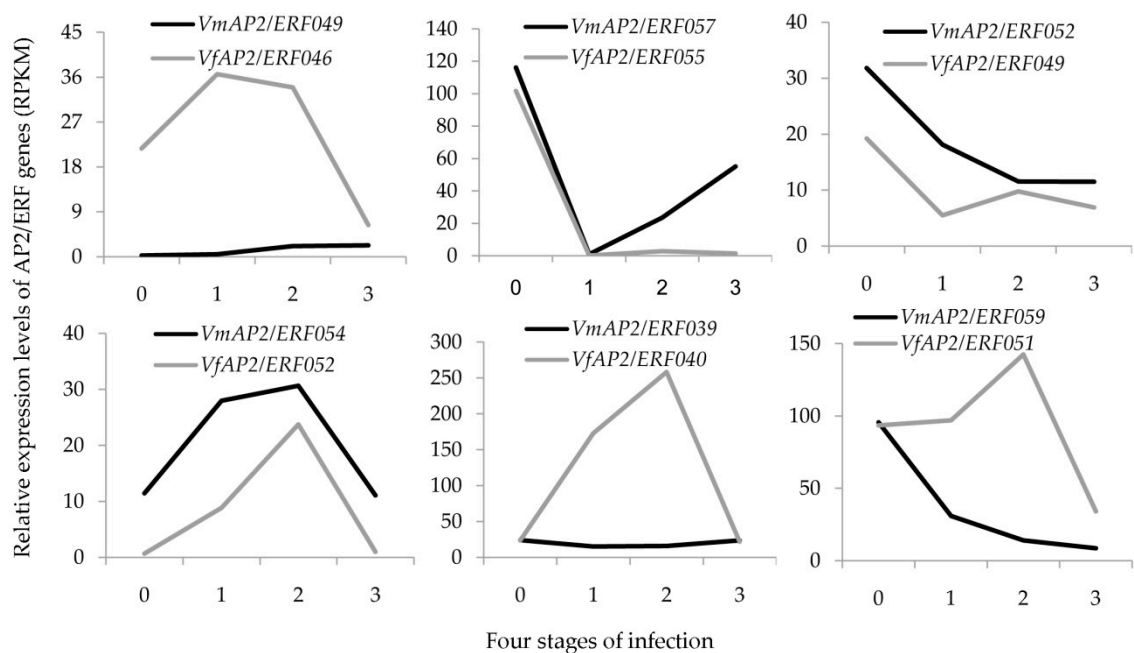 Relative expression levels of AP2/ERF genes (RPKM)
VmAP2/ERF049
VfAP2/ERF046
45
36
27
18
9
0
0 1 2 3
VmAP2/ERF057
VfAP2/ERF055
140
120
100
80
60
40
20
0
0 1 2 3
VmAP2/ERF052
VfAP2/ERF049
40
30
20
10
0
0 1 2 3
VmAP2/ERF054
VfAP2/ERF052
40
30
20
10
0
0 1 2 3
VmAP2/ERF039
VfAP2/ERF040
300
250
200
150
100
50
0
0 1 2 3
VmAP2/ERF059
VfAP2/ERF051
150
100
50
0
0 1 2 3
Four stages of infection